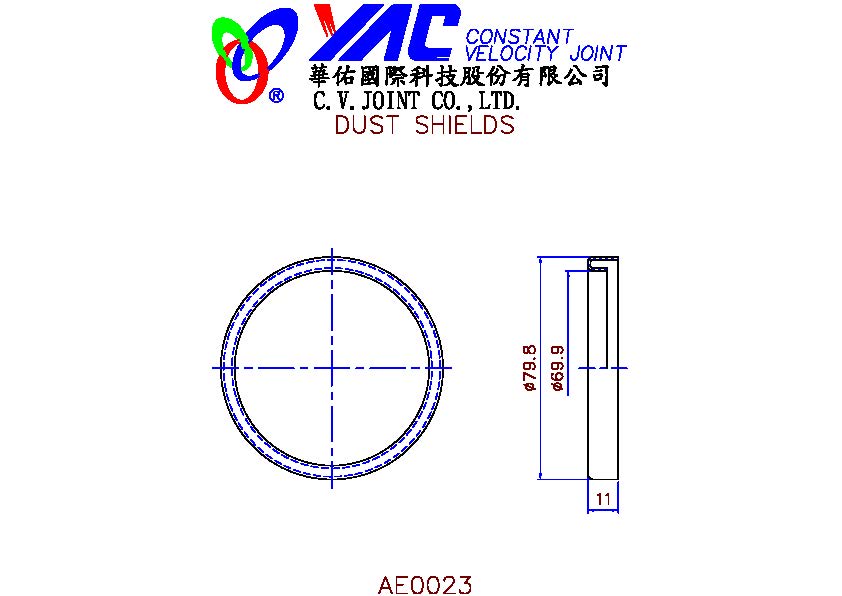 YAC CONSTANT
VELOCITY JOINT
華佑國際科技股份有限公司
®
C.V.JOINT CO.,LTD.
DUST SHIELDS
ø79.8
ø69.9
11
AE0023